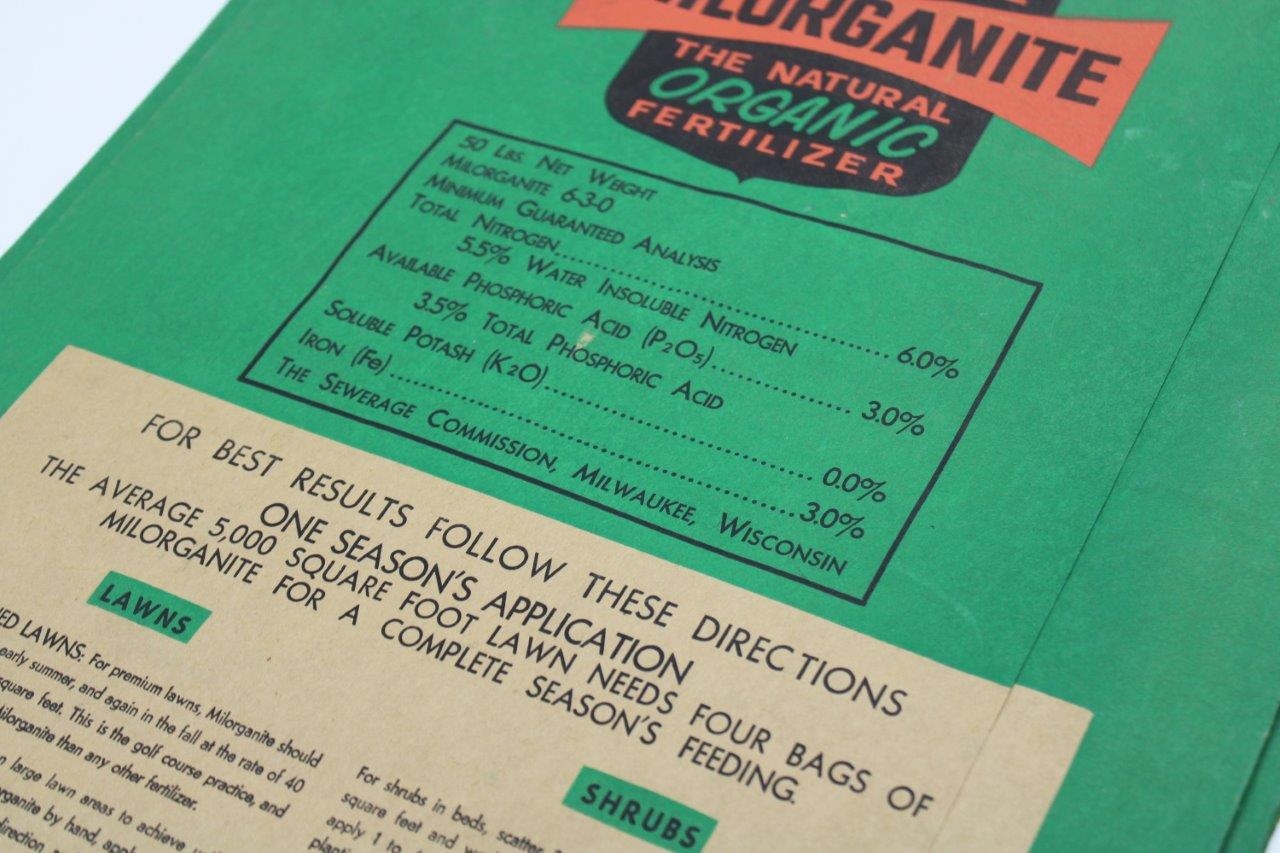 MILORGANITE
THE NATURAL
ORGANIC
FERTILIZER
50 LBS. NET WEIGHT
MILORGANITE 6-3-0
MINIMUM GUARANTEED ANALYSIS
TOTAL NITROGEN.......................................... 6.0%
5.5% WATER INSOLUBLE NITROGEN
AVAILABLE PHOSPHORIC ACID (P2O5)................. 3.0%
3.5% TOTAL PHOSPHORIC ACID
SOLUBLE POTASH (K2O)................................. 0.0%
IRON (Fe)....................................................3.0%
THE SEWERAGE COMMISSION, MILWAUKEE, WISCONSIN
FOR BEST RESULTS FOLLOW THESE DIRECTIONS
ONE SEASON'S APPLICATION
THE AVERAGE 5,000 SQUARE FOOT LAWN NEEDS FOUR BAGS OF
MILORGANITE FOR A COMPLETE SEASON'S FEEDING.
LAWNS
LAWNS: For premium lawns, Milorganite should
early summer, and again in the fall at the rate of 40
square feet. This is the golf course practice, and
Milorganite than any other fertilizer.
large lawn areas to achieve
by hand,
SHRUBS
For shrubs in beds, scatter
square feet and
apply 1 to